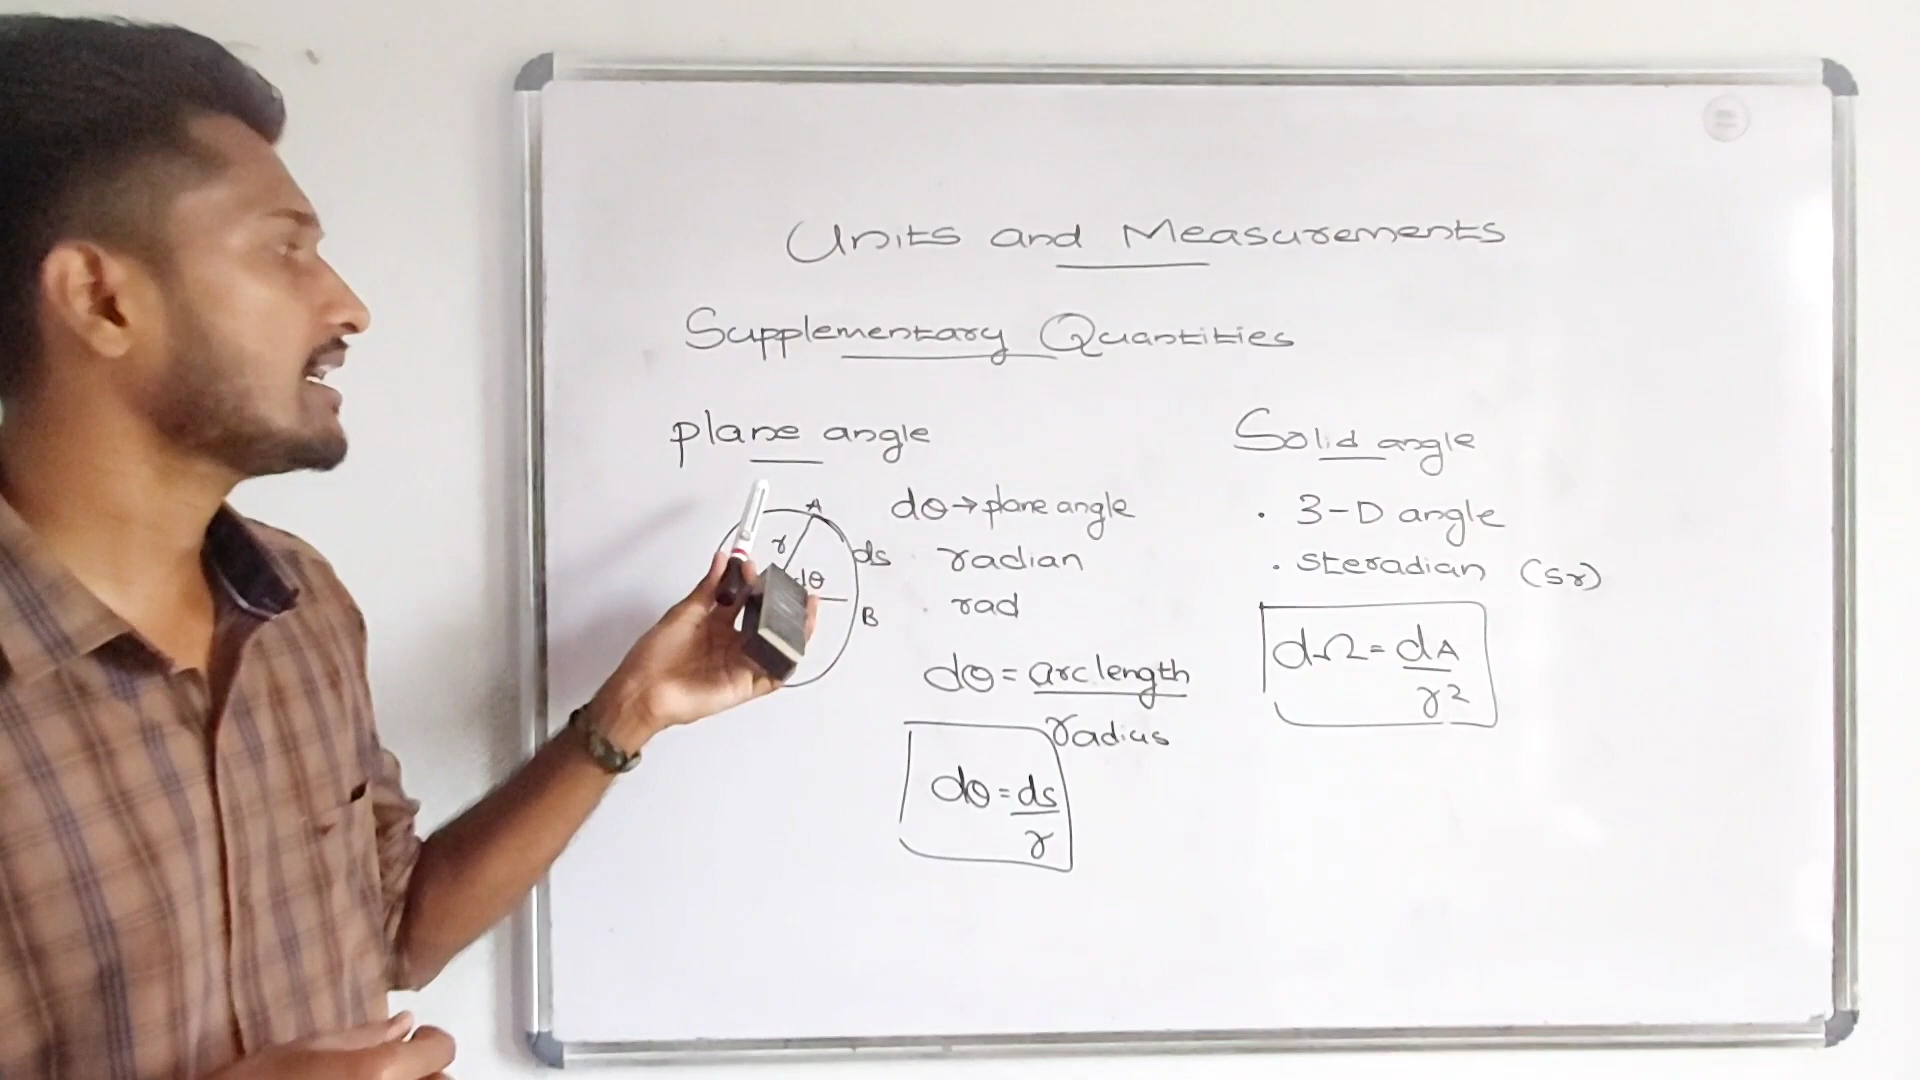 Units and Measurements
Supplementary Quantities
plane angle
A
r
dθ
ds
B
dθ→plane angle
. radian
. rad
dθ = arc length
radius
dθ = ds
r
Solid angle
. 3-D angle
. steradian (sr)
dΩ = dA
r2